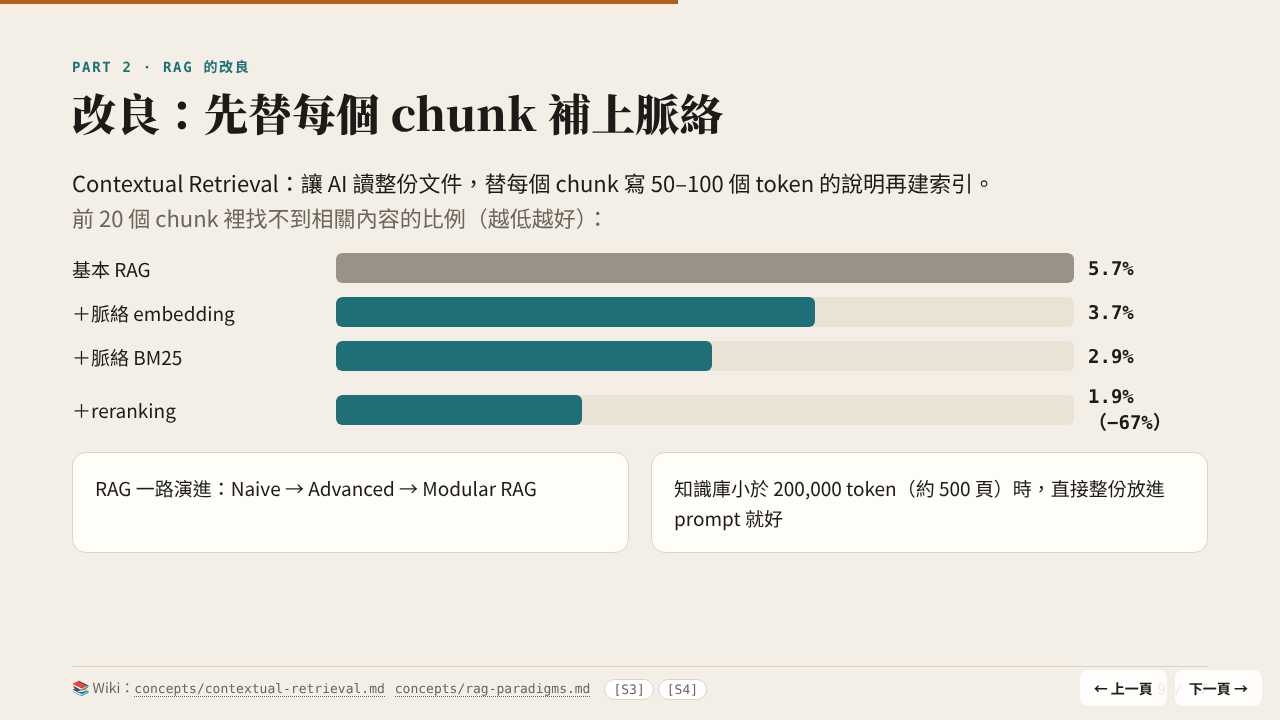 PART 2 · RAG 的改良
改良：先替每個 chunk 補上脈絡
Contextual Retrieval：讓 AI 讀整份文件，替每個 chunk 寫 50–100 個 token 的說明再建索引。
前 20 個 chunk 裡找不到相關內容的比例（越低越好）：
基本 RAG 5.7%
＋脈絡 embedding 3.7%
＋脈絡 BM25 2.9%
＋reranking 1.9%
（−67%）
RAG 一路演進：Naive → Advanced → Modular RAG
知識庫小於 200,000 token（約 500 頁）時，直接整份放進
prompt 就好
📚 Wiki：concepts/contextual-retrieval.md concepts/rag-paradigms.md [S3] [S4]
← 上一頁 9 / 下一頁 →